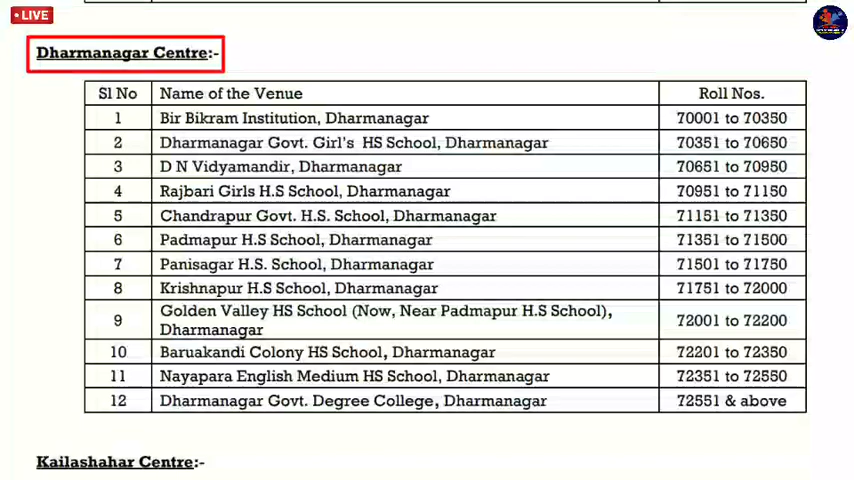 LIVE
Dharmanagar Centre:-
Sl No Name of the Venue Roll Nos.
1 Bir Bikram Institution, Dharmanagar 70001 to 70350
2 Dharmanagar Govt. Girl's HS School, Dharmanagar 70351 to 70650
3 D N Vidyamandir, Dharmanagar 70651 to 70950
4 Rajbari Girls H.S School, Dharmanagar 70951 to 71150
5 Chandrapur Govt. H.S. School, Dharmanagar 71151 to 71350
6 Padmapur H.S School, Dharmanagar 71351 to 71500
7 Panisagar H.S. School, Dharmanagar 71501 to 71750
8 Krishnapur H.S School, Dharmanagar 71751 to 72000
9 Golden Valley HS School (Now, Near Padmapur H.S School),
Dharmanagar 72001 to 72200
10 Baruakandi Colony HS School, Dharmanagar 72201 to 72350
11 Nayapara English Medium HS School, Dharmanagar 72351 to 72550
12 Dharmanagar Govt. Degree College, Dharmanagar 72551 & above
Kailashahar Centre:-